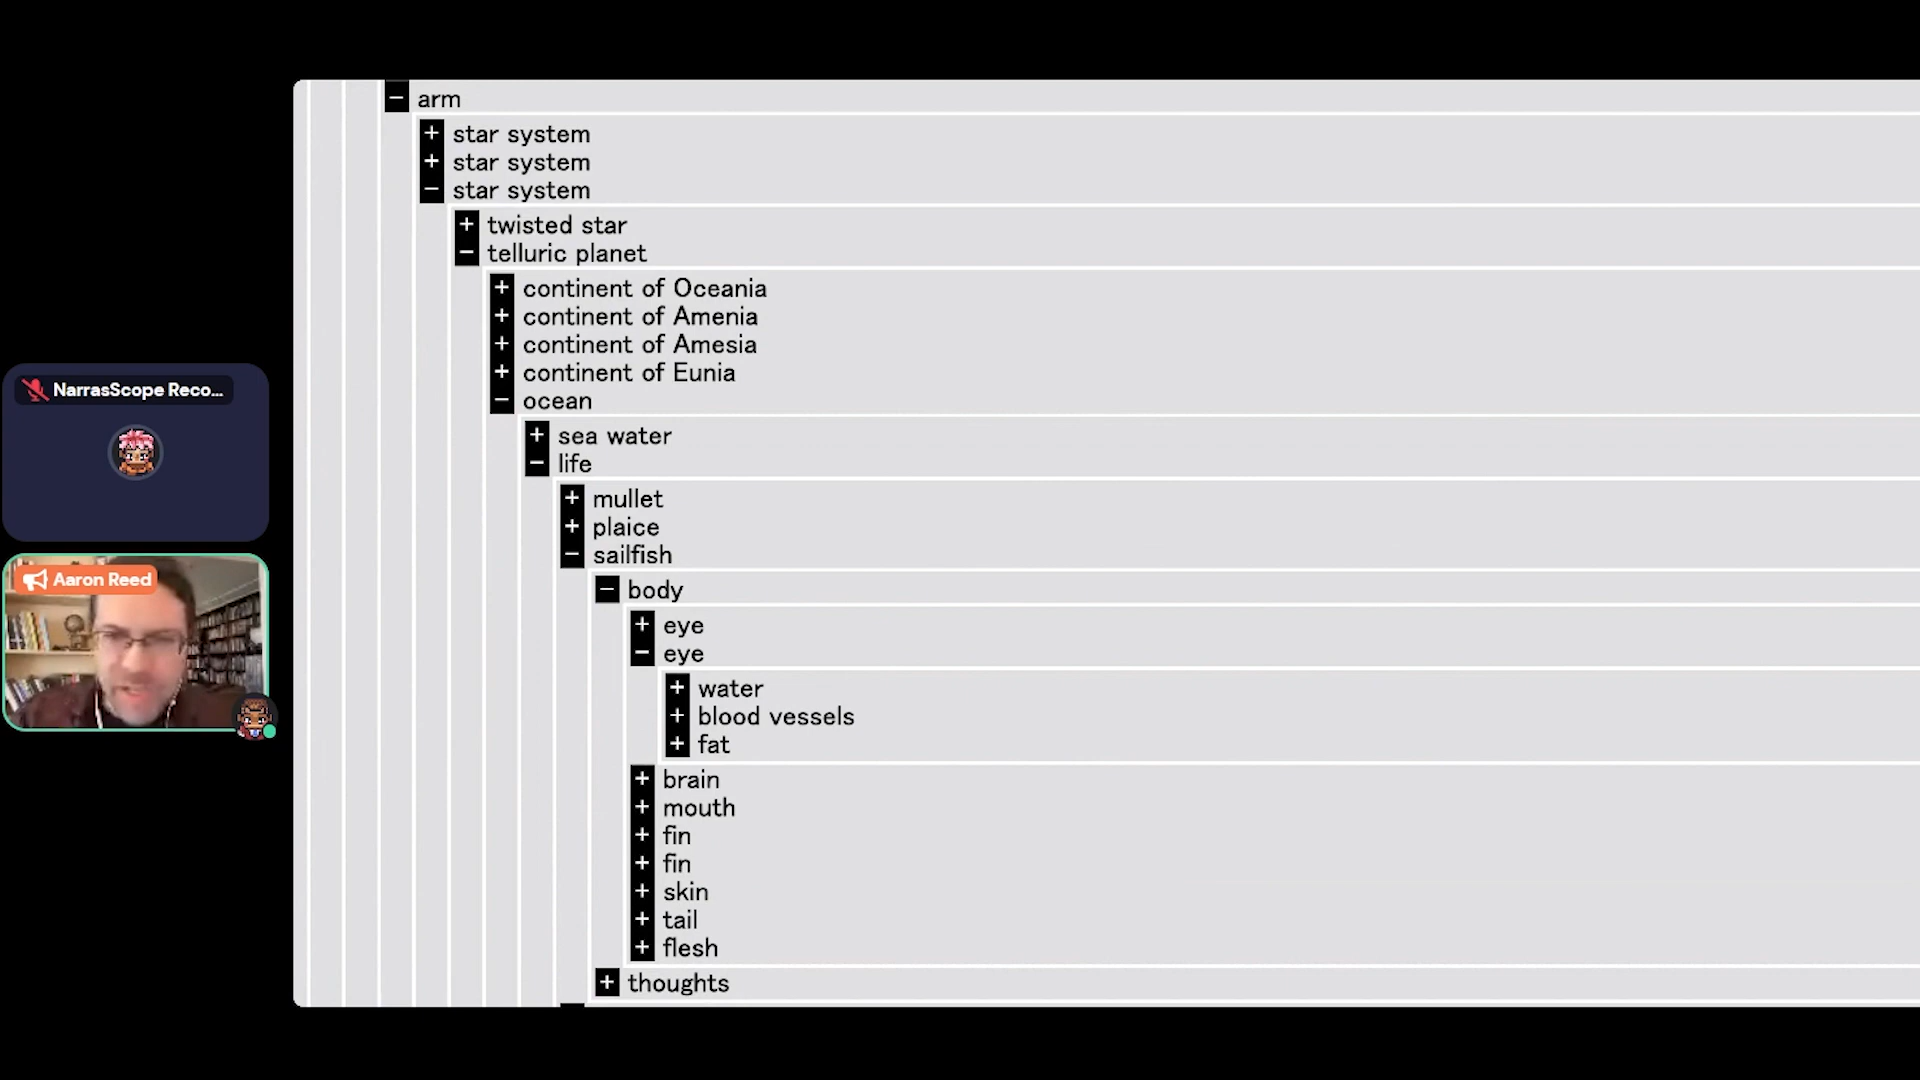 − arm
+ star system
+ star system
− star system
+ twisted star
− telluric planet
+ continent of Oceania
+ continent of Amenia
+ continent of Amesia
+ continent of Eunia
− ocean
+ sea water
− life
+ mullet
+ plaice
− sailfish
− body
+ eye
− eye
+ water
+ blood vessels
+ fat
+ brain
+ mouth
+ fin
+ fin
+ skin
+ tail
+ flesh
+ thoughts
NarrasScope Reco...
Aaron Reed